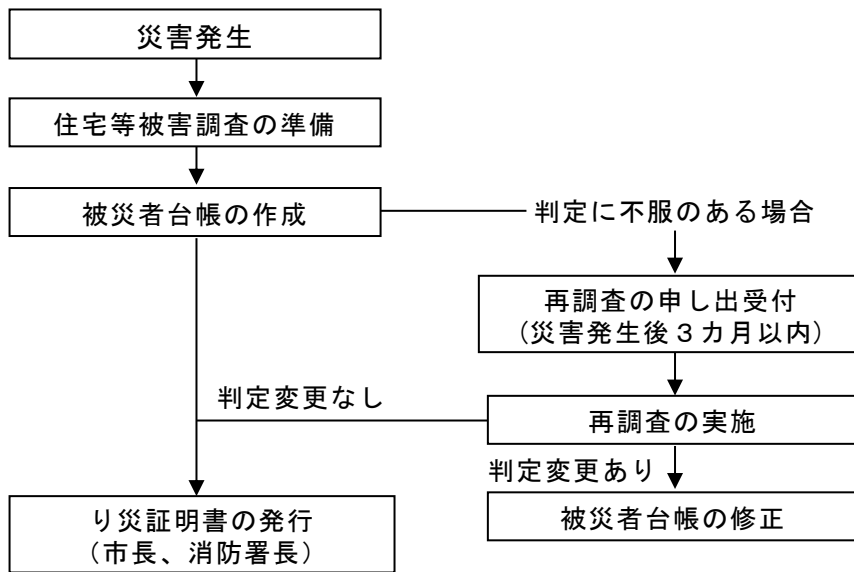 災害発生
住宅等被害調査の準備
被災者台帳の作成
判定に不服のある場合
再調査の申し出受付
（災害発生後３カ月以内）
判定変更なし
再調査の実施
判定変更あり
り災証明書の発行
（市長、消防署長）
被災者台帳の修正